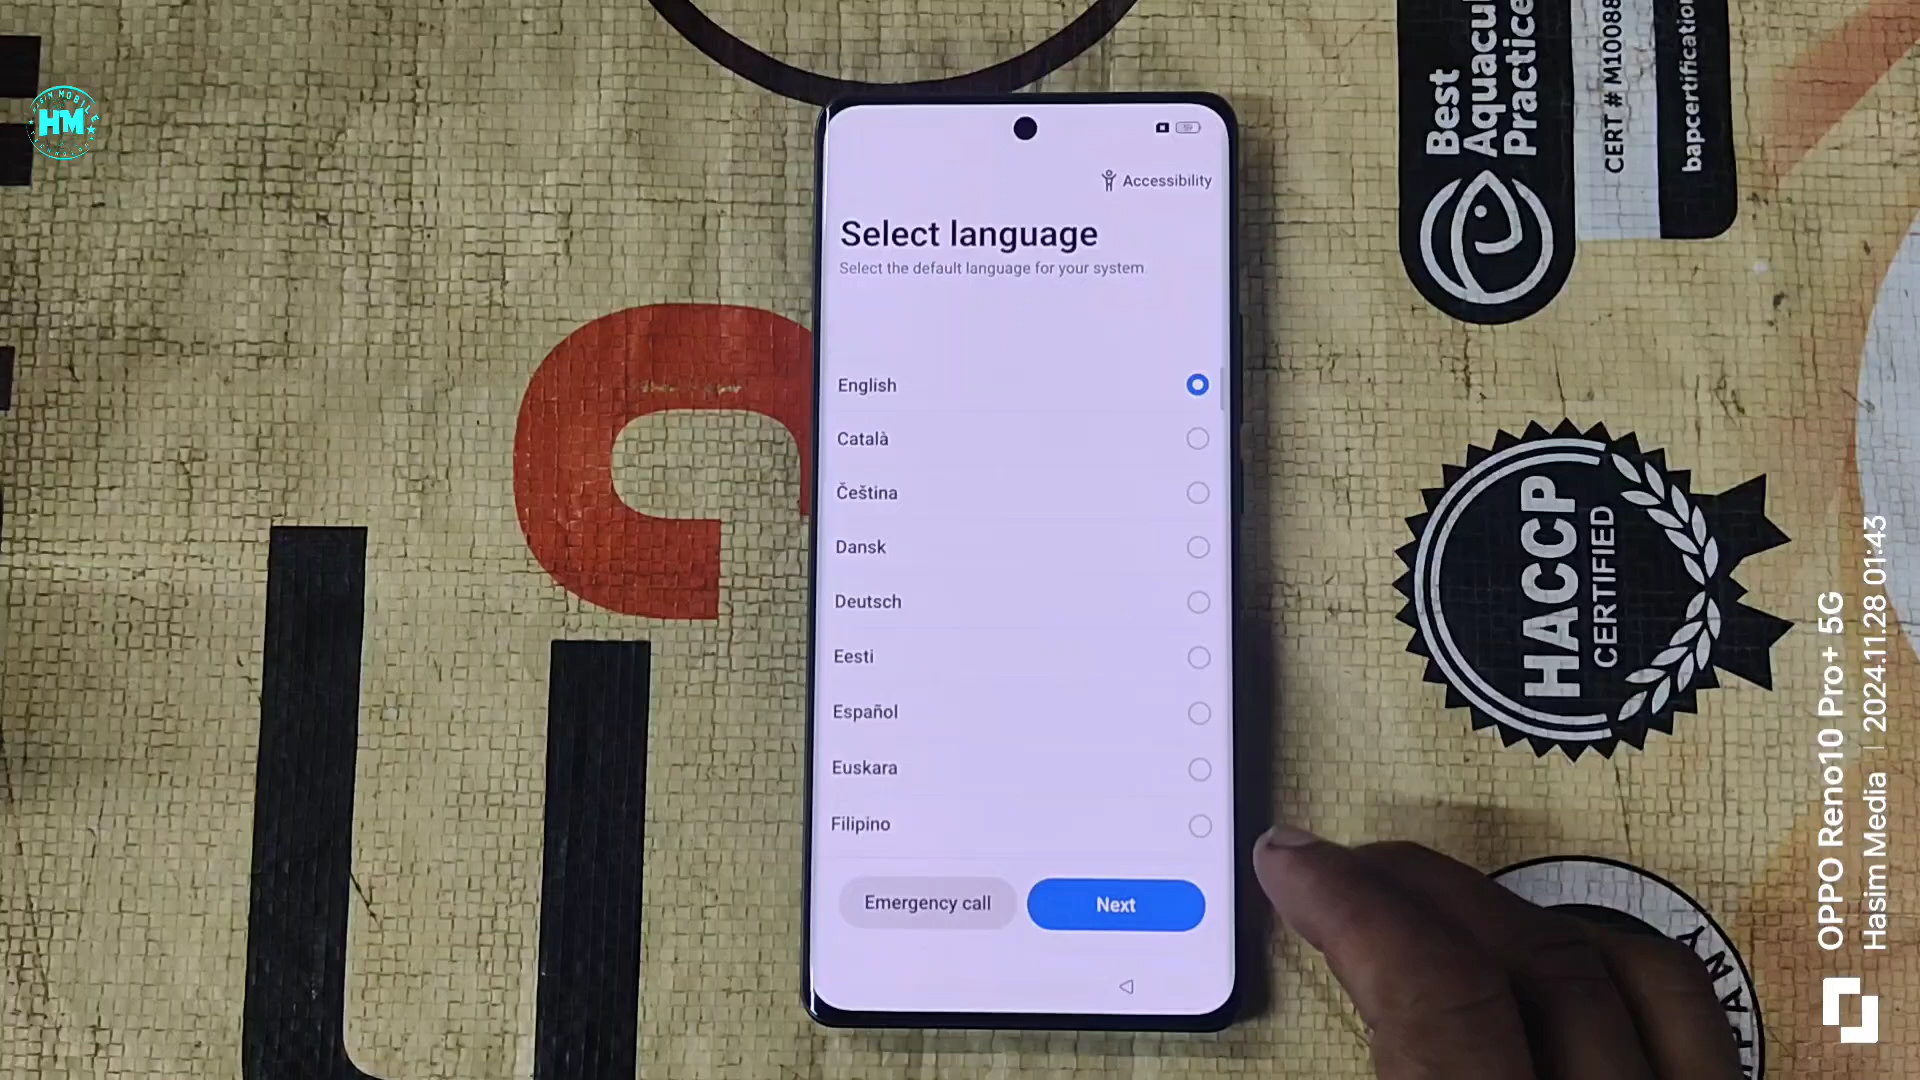 HM
Accessibility
Select language
Select the default language for your system
English
Català
Čeština
Dansk
Deutsch
Eesti
Español
Euskara
Filipino
Emergency call
Next
Best
Aquacul
Practice
CERT # M10088
bapcertification
HACCP
CERTIFIED
OPPO Reno10 Pro+ 5G
Hasim Media | 2024.11.28 01:43